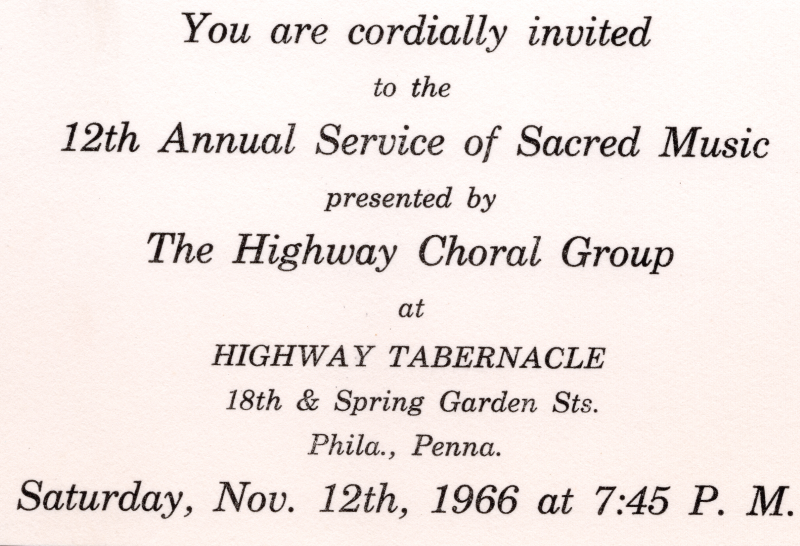 You are cordially invited
to the
12th Annual Service of Sacred Music
presented by
The Highway Choral Group
at
HIGHWAY TABERNACLE
18th & Spring Garden Sts.
Phila., Penna.
Saturday, Nov. 12th, 1966 at 7:45 P. M.